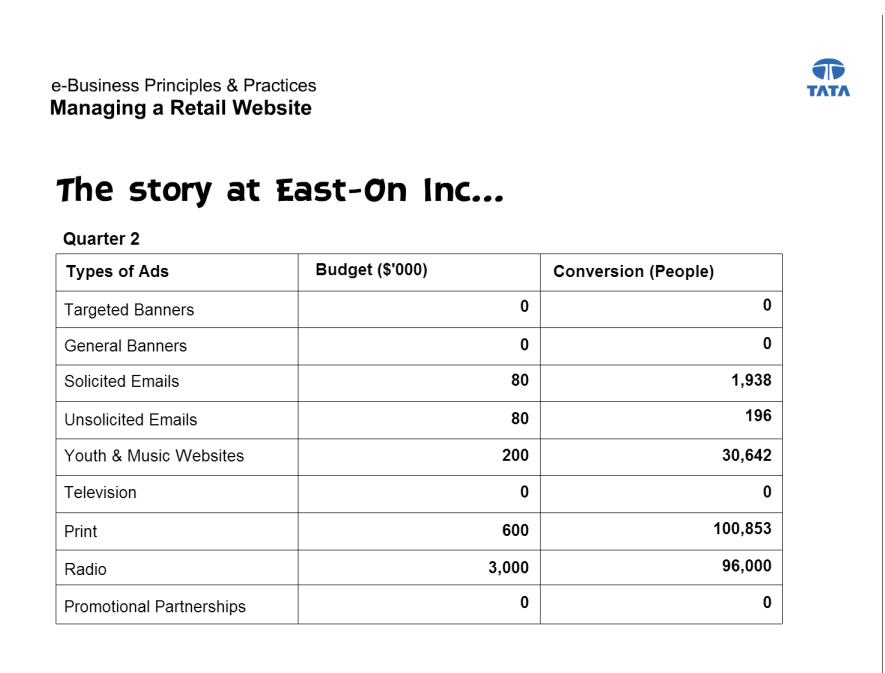 e-Business Principles & Practices
Managing a Retail Website
TATA
The story at East-On Inc...
Quarter 2
Types of Ads Budget ($'000) Conversion (People)
Targeted Banners 0 0
General Banners 0 0
Solicited Emails 80 1,938
Unsolicited Emails 80 196
Youth & Music Websites 200 30,642
Television 0 0
Print 600 100,853
Radio 3,000 96,000
Promotional Partnerships 0 0